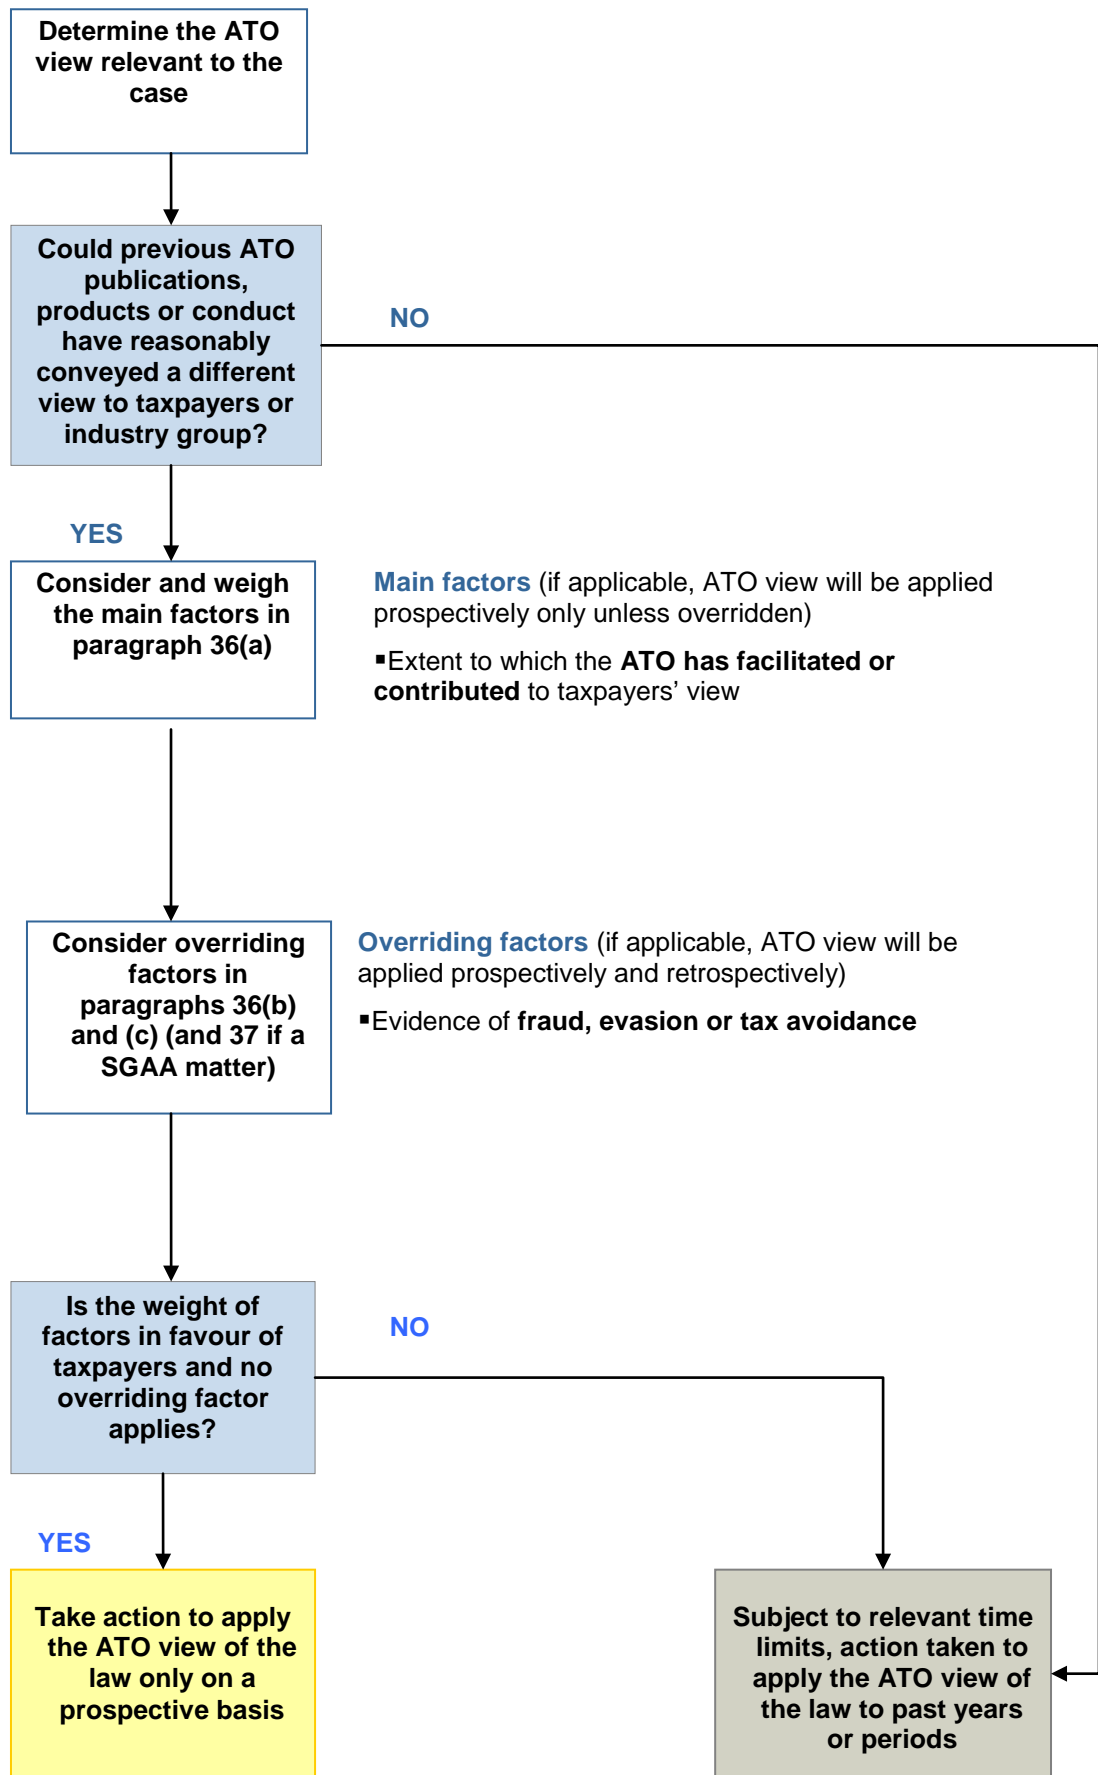 Determine the ATO
view relevant to the
case
Could previous ATO
publications,
products or conduct
have reasonably
conveyed a different
view to taxpayers or
industry group?
NO
YES
Consider and weigh
the main factors in
paragraph 36(a)
Main factors (if applicable, ATO view will be applied
prospectively only unless overridden)
▪Extent to which the ATO has facilitated or
contributed to taxpayers’ view
Consider overriding
factors in
paragraphs 36(b)
and (c) (and 37 if a
SGAA matter)
Overriding factors (if applicable, ATO view will be
applied prospectively and retrospectively)
▪Evidence of fraud, evasion or tax avoidance
Is the weight of
factors in favour of
taxpayers and no
overriding factor
applies?
NO
YES
Take action to apply
the ATO view of the
law only on a
prospective basis
Subject to relevant time
limits, action taken to
apply the ATO view of
the law to past years
or periods